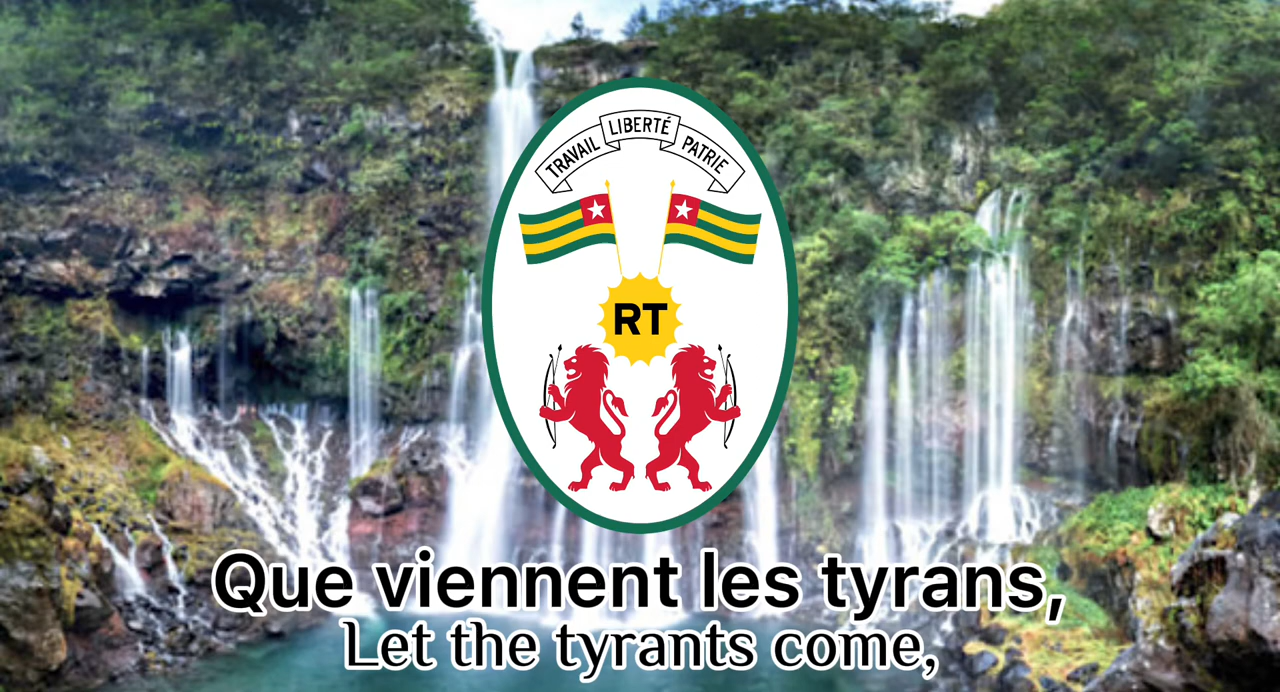 TRAVAIL LIBERTÉ PATRIE
RT
Que viennent les tyrans,
Let the tyrants come,